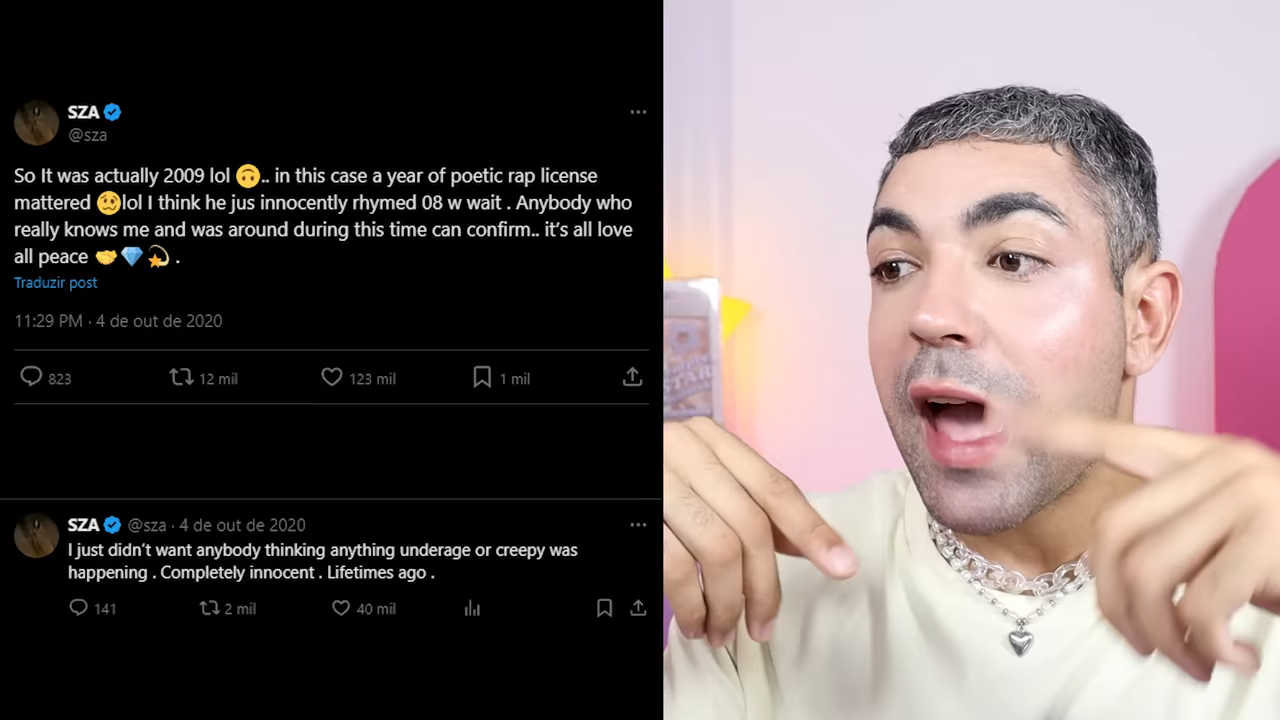 SZA
@sza
So It was actually 2009 lol 🙃.. in this case a year of poetic rap license
mattered 🥴lol I think he jus innocently rhymed 08 w wait . Anybody who
really knows me and was around during this time can confirm.. it’s all love
all peace 🤝💎💫 .
Traduzir post
11:29 PM · 4 de out de 2020
823 12 mil 123 mil 1 mil
SZA @sza · 4 de out de 2020
I just didn’t want anybody thinking anything underage or creepy was
happening . Completely innocent . Lifetimes ago .
141 2 mil 40 mil